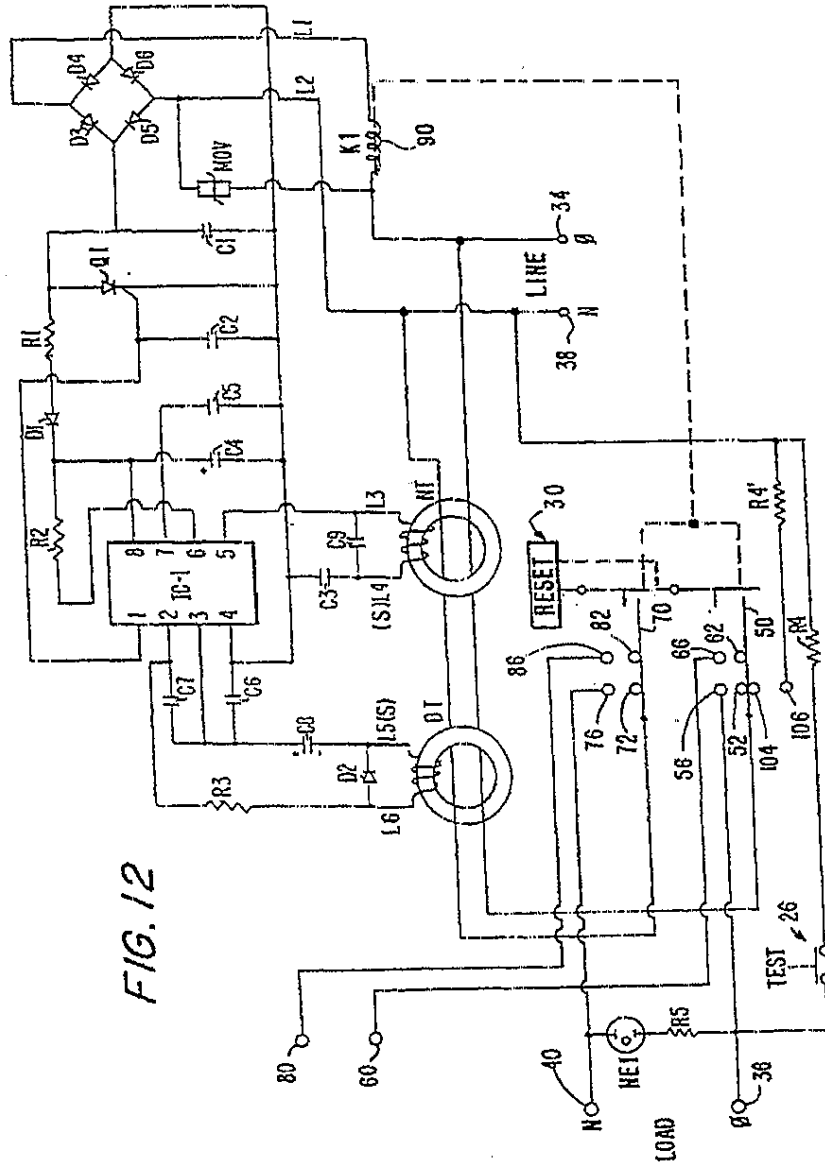 FIG. 12
D3
D4
D5
D6
L1
L2
MOV
K1
90
C1
Q1
R1
C2
D1
C5
C4
R2
IC-1
1
2
3
4
8
7
6
5
C7
C6
R3
C8
L5(S)
D2
L6
DT
C3
(S)L4
C9
L3
NT
LINE
34
Ø
38
N
RESET
30
86
82
76
72
70
66
62
56
52
50
104
106
R4'
R4
TEST
26
80
60
40
N
NE1
R5
LOAD
Ø
36